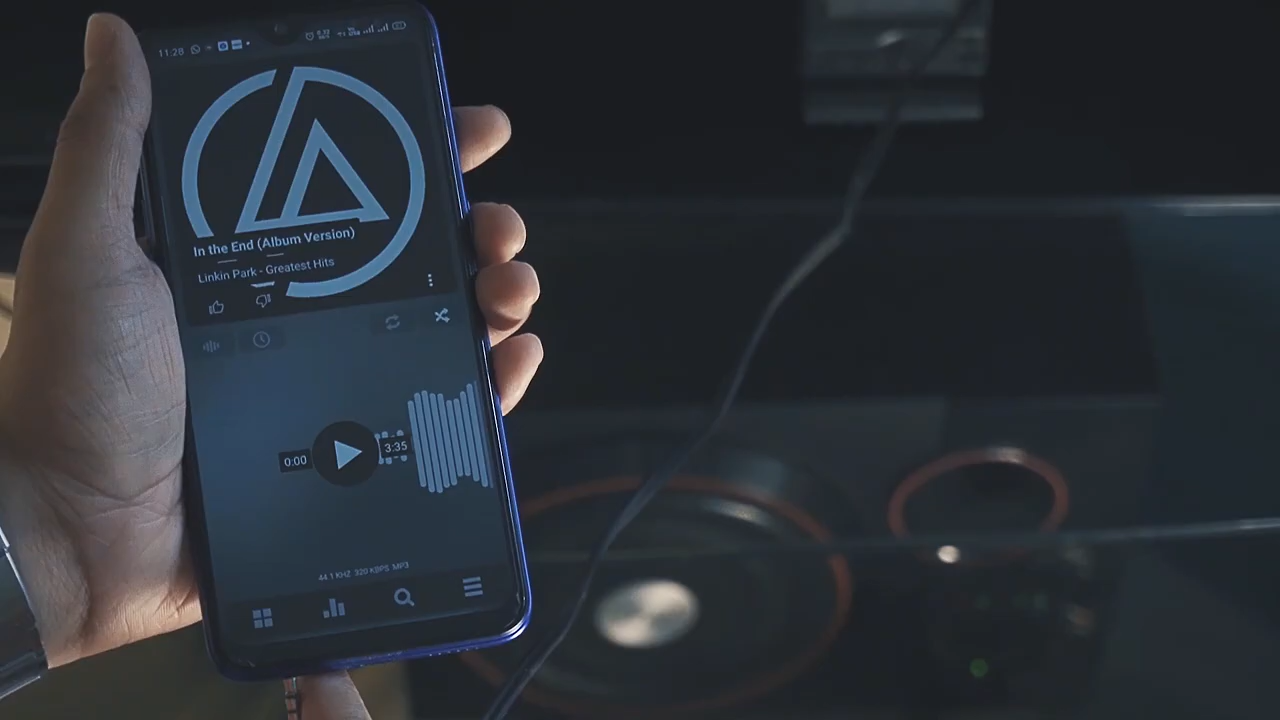 11:28
In the End (Album Version)
Linkin Park - Greatest Hits
0:00
3:35
44.1 KHZ 320 KBPS MP3